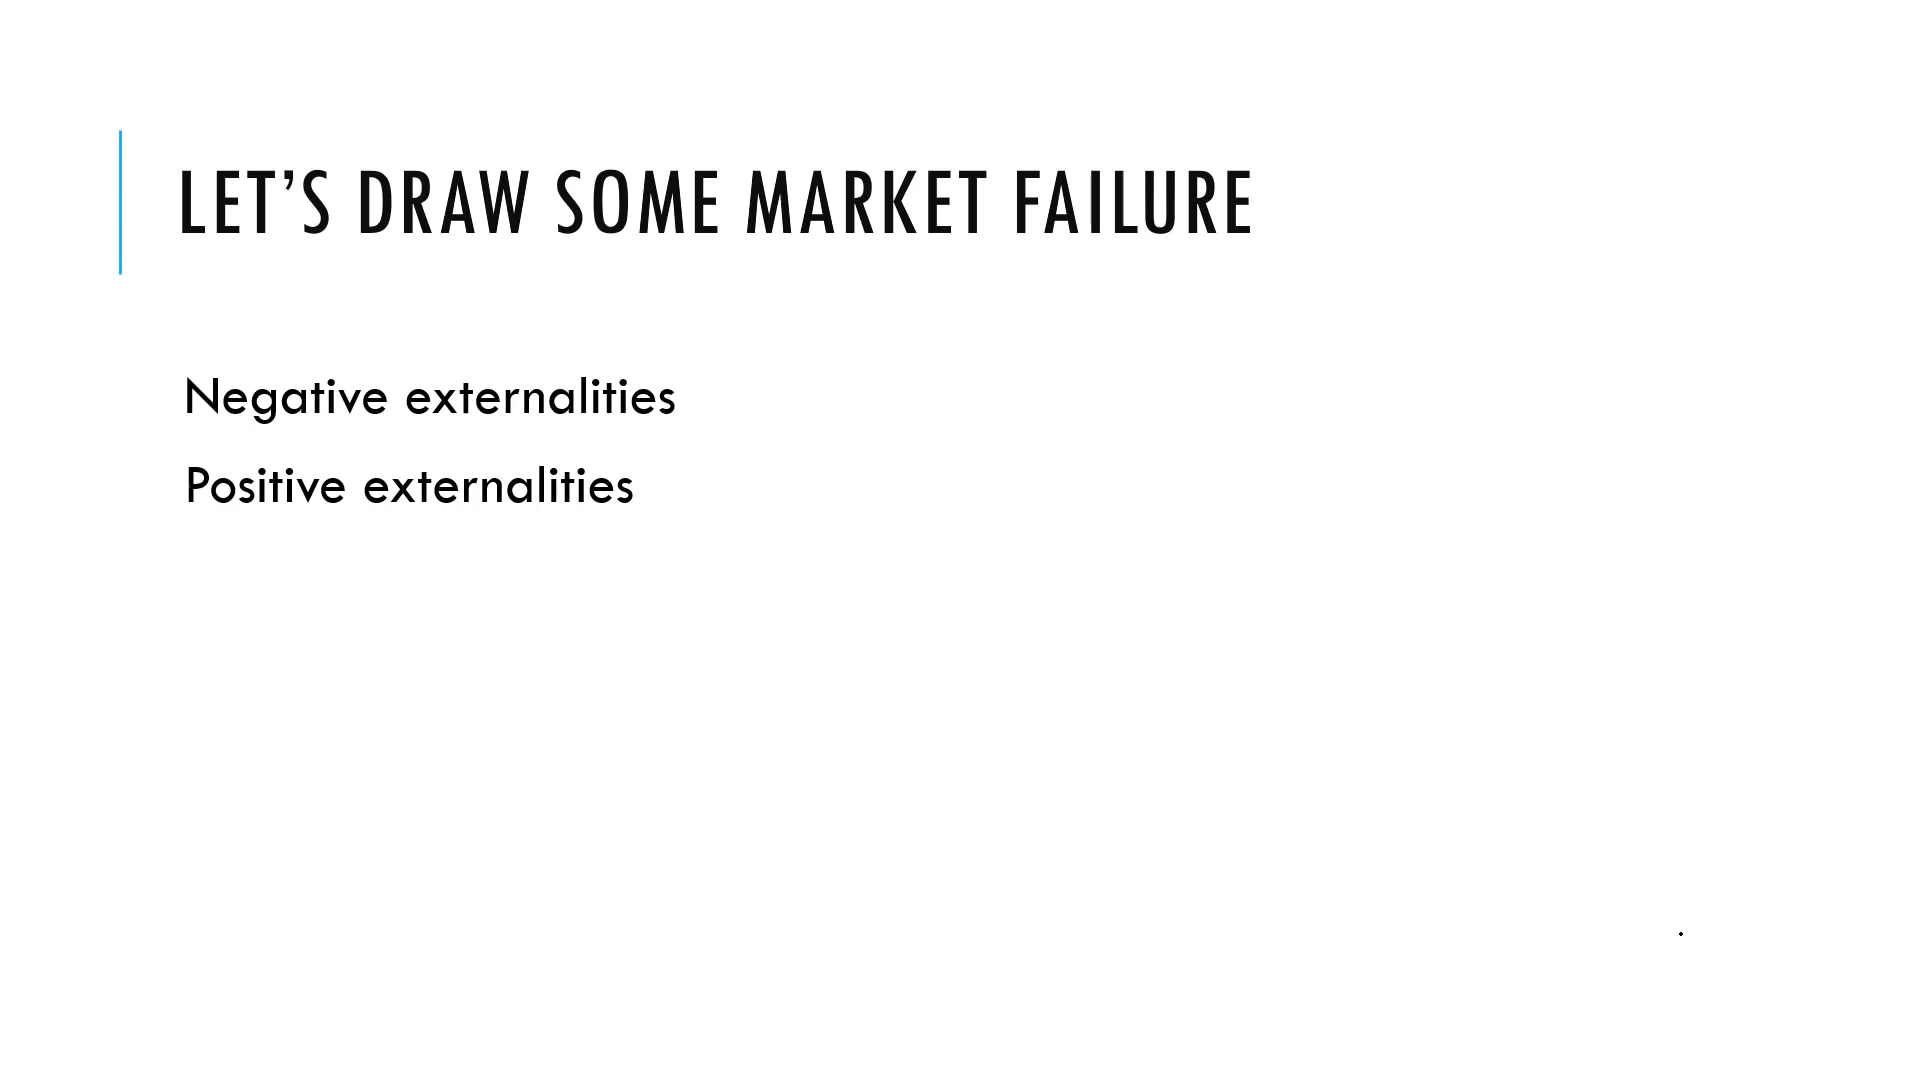 LET’S DRAW SOME MARKET FAILURE
Negative externalities
Positive externalities